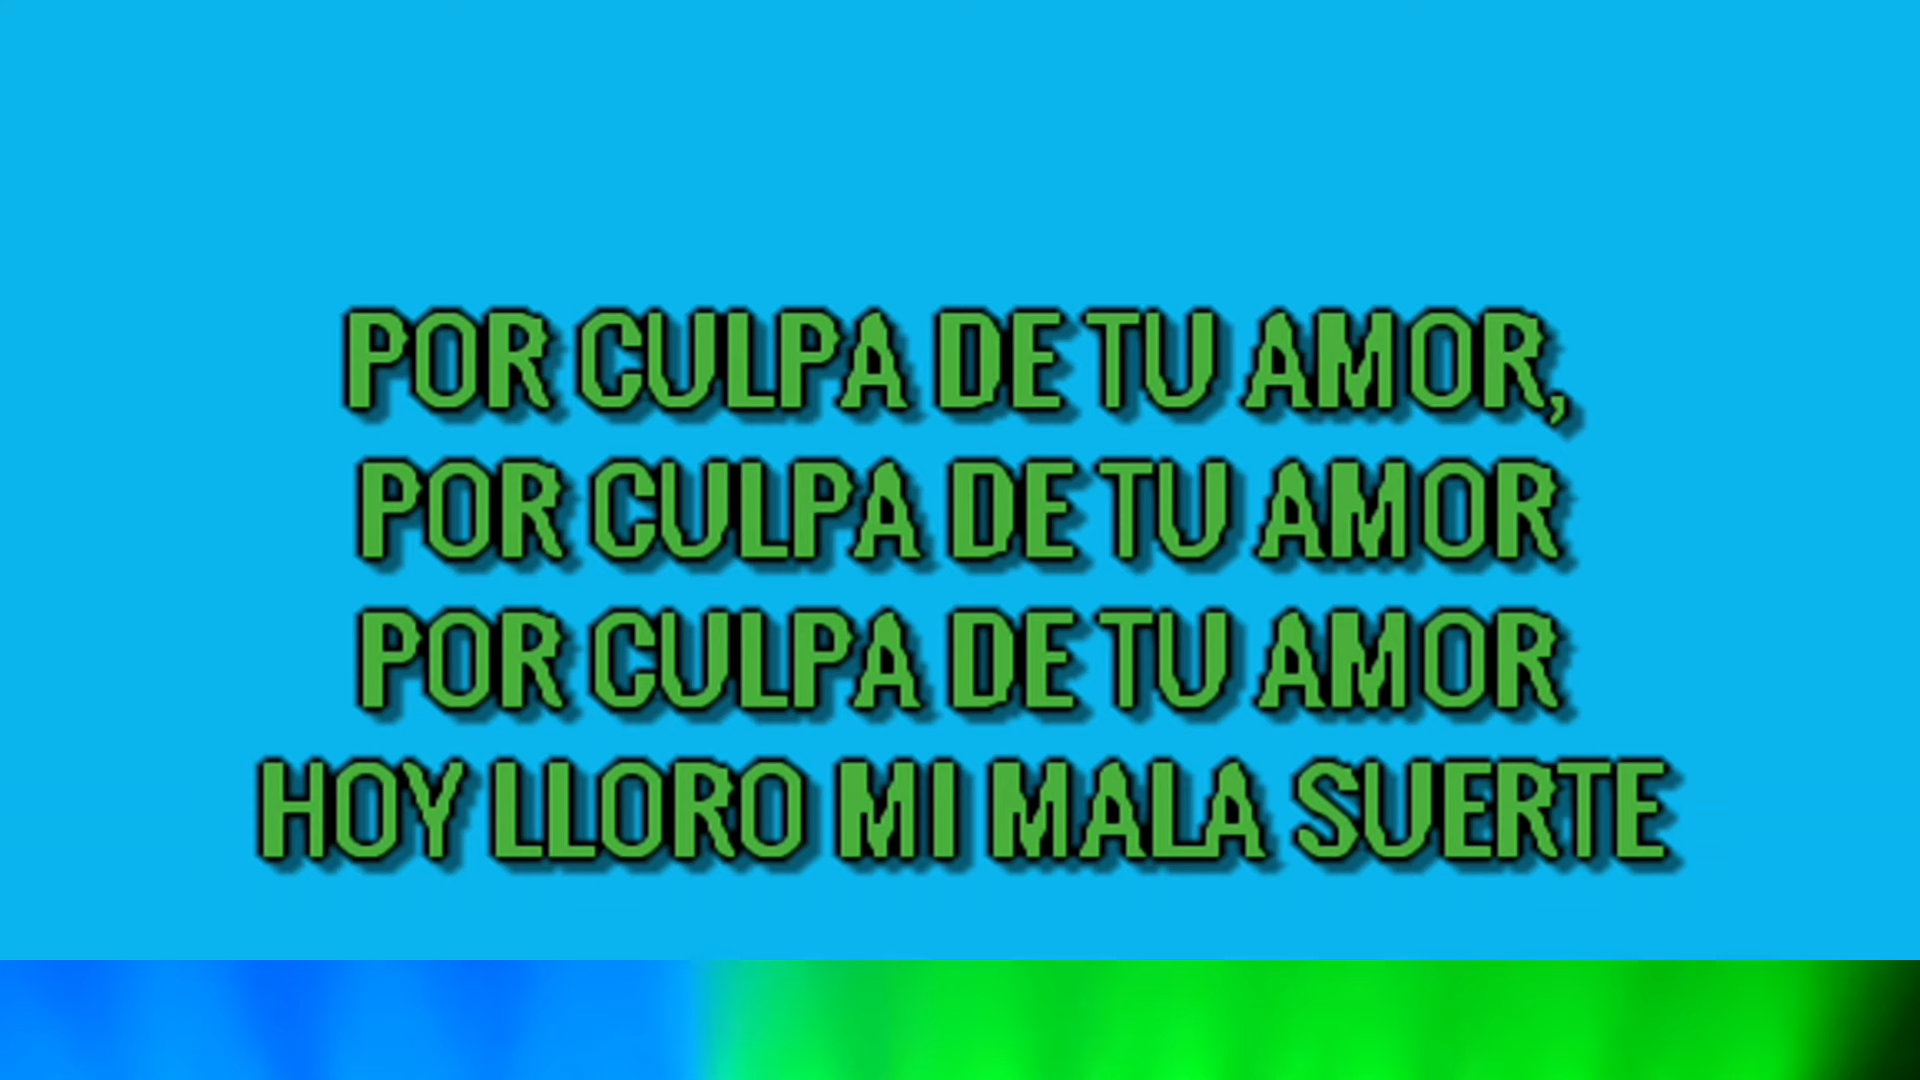 POR CULPA DE TU AMOR,
POR CULPA DE TU AMOR
POR CULPA DE TU AMOR
HOY LLORO MI MALA SUERTE